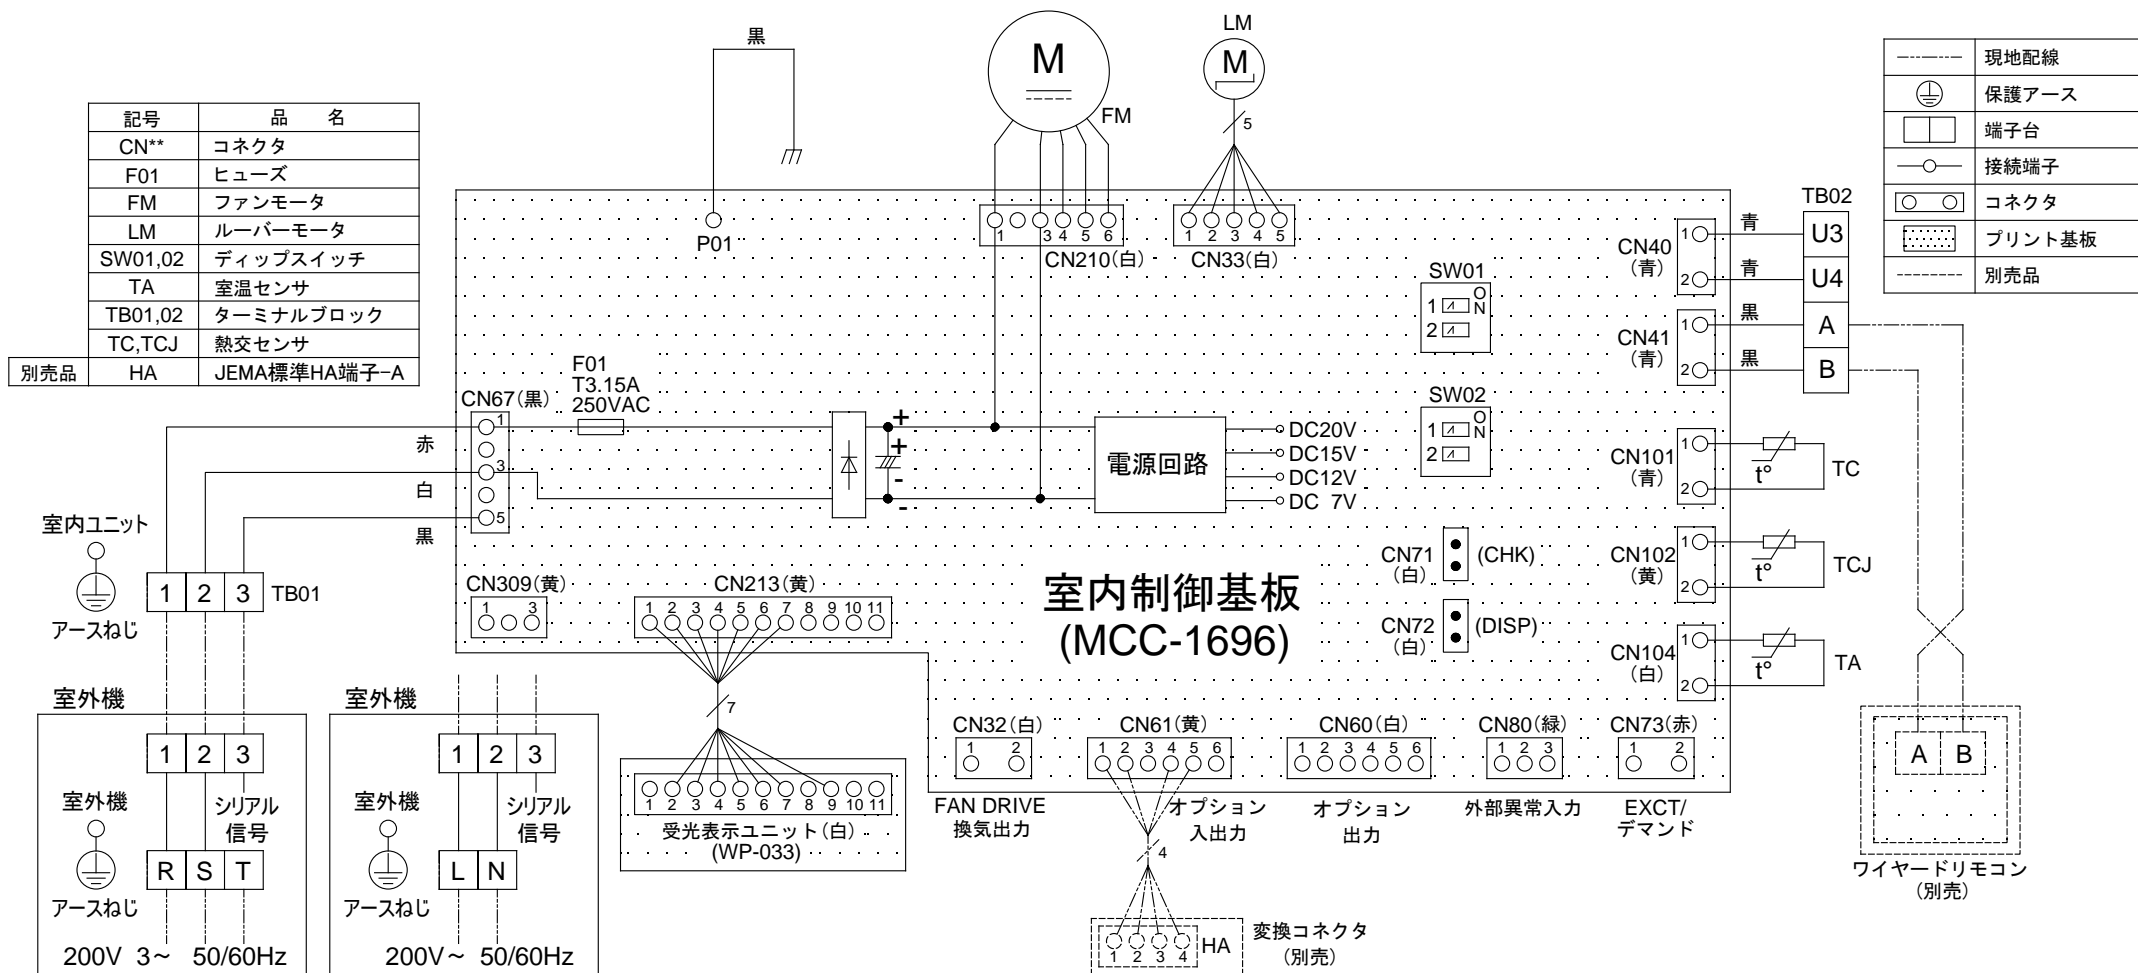 記号 品 名
CN** コネクタ
F01 ヒューズ
FM ファンモータ
LM ルーバーモータ
SW01,02 ディップスイッチ
TA 室温センサ
TB01,02 ターミナルブロック
TC,TCJ 熱交センサ
別売品 HA JEMA標準HA端子-A
黒
P01
M
FM
LM
M
5
1 3 4 5 6
CN210(白)
1 2 3 4 5
CN33(白)
現地配線
保護アース
端子台
接続端子
コネクタ
プリント基板
別売品
TB02
CN40
(青)
1 青 U3
2 青 U4
CN41
(青)
1 黒 A
2 黒 B
SW01
1 ON
2
SW02
1 ON
2
F01
T3.15A
250VAC
CN67(黒)
1
赤
3
白
5
黒
+
+
-
-
電源回路
DC20V
DC15V
DC12V
DC 7V
CN101
(青)
1
2
t°
TC
CN102
(黄)
1
2
t°
TCJ
CN104
(白)
1
2
t°
TA
CN71
(白)
(CHK)
CN72
(白)
(DISP)
室内制御基板
(MCC-1696)
室内ユニット
アースねじ
1 2 3 TB01
CN309(黄)
1 3
CN213(黄)
1 2 3 4 5 6 7 8 9 10 11
7
1 2 3 4 5 6 7 8 9 10 11
受光表示ユニット(白)
(WP-033)
室外機
1 2 3
室外機
シリアル
信号
アースねじ
R S T
200V 3~ 50/60Hz
室外機
1 2 3
室外機
シリアル
信号
アースねじ
L N
200V~ 50/60Hz
CN32(白)
1 2
FAN DRIVE
換気出力
CN61(黄)
1 2 3 4 5 6
オプション
入出力
4
1 2 3 4
HA
変換コネクタ
(別売)
CN60(白)
1 2 3 4 5 6
オプション
出力
CN80(緑)
1 2 3
外部異常入力
CN73(赤)
1 2
EXCT/
デマンド
A B
ワイヤードリモコン
(別売)